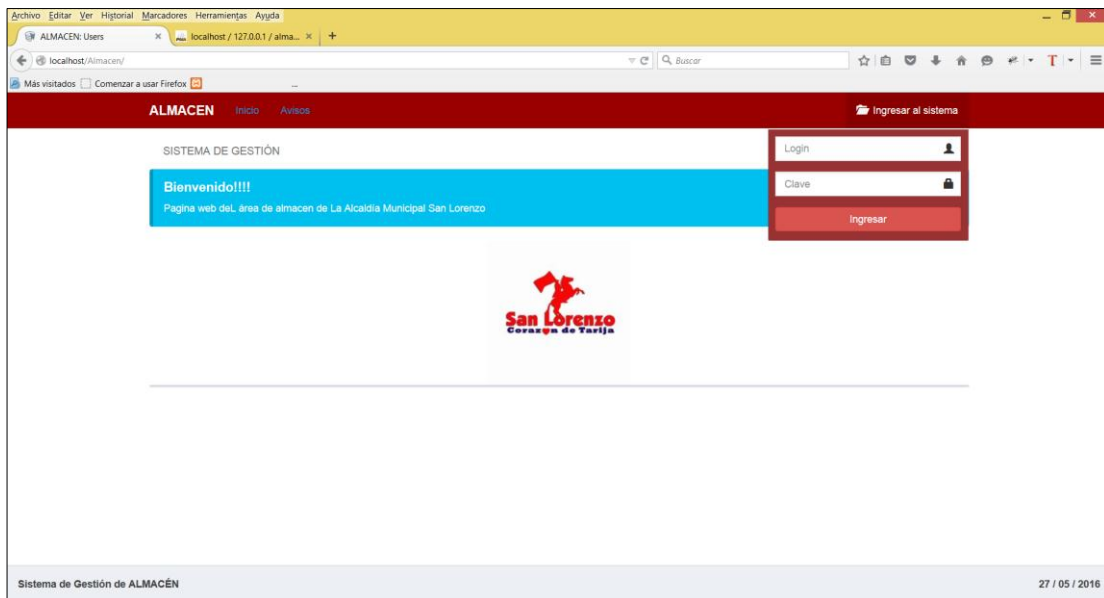 Archivo Editar Ver Historial Marcadores Herramientas Ayuda
ALMACEN: Users
localhost / 127.0.0.1 / alma...
localhost/Almacen/
Buscar
Más visitados Comenzar a usar Firefox
ALMACEN Inicio Avisos Ingresar al sistema
SISTEMA DE GESTIÓN
Login
Clave
Ingresar
Bienvenido!!!!
Pagina web deL área de almacen de La Alcaldía Municipal San Lorenzo
San Lorenzo
Corazon de Tarija
Sistema de Gestión de ALMACÉN
27 / 05 / 2016